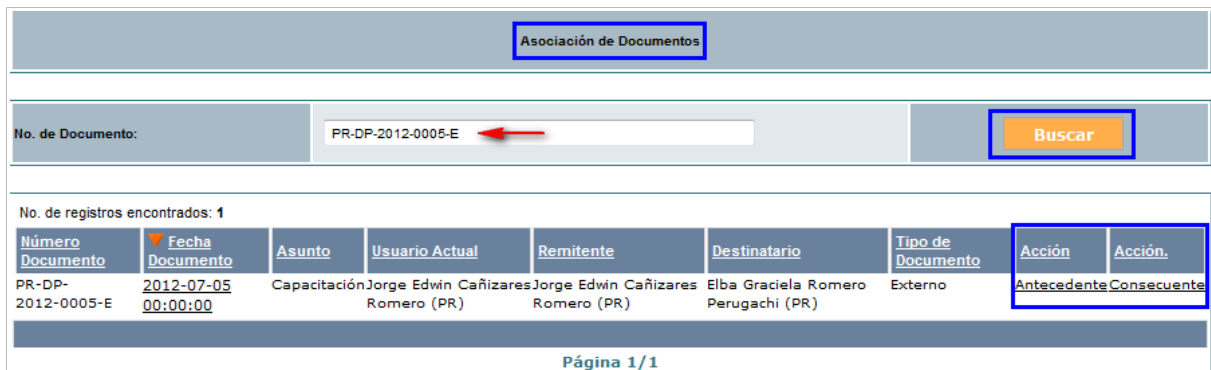 Asociación de Documentos
No. de Documento: PR-DP-2012-0005-E Buscar
No. de registros encontrados: 1
Número Documento Fecha Documento Asunto Usuario Actual Remitente Destinatario Tipo de Documento Acción Acción.
PR-DP-2012-0005-E 2012-07-05 00:00:00 Capacitación Jorge Edwin Cañizares Romero (PR) Jorge Edwin Cañizares Romero (PR) Elba Graciela Romero Perugachi (PR) Externo Antecedente Consecuente
Página 1/1